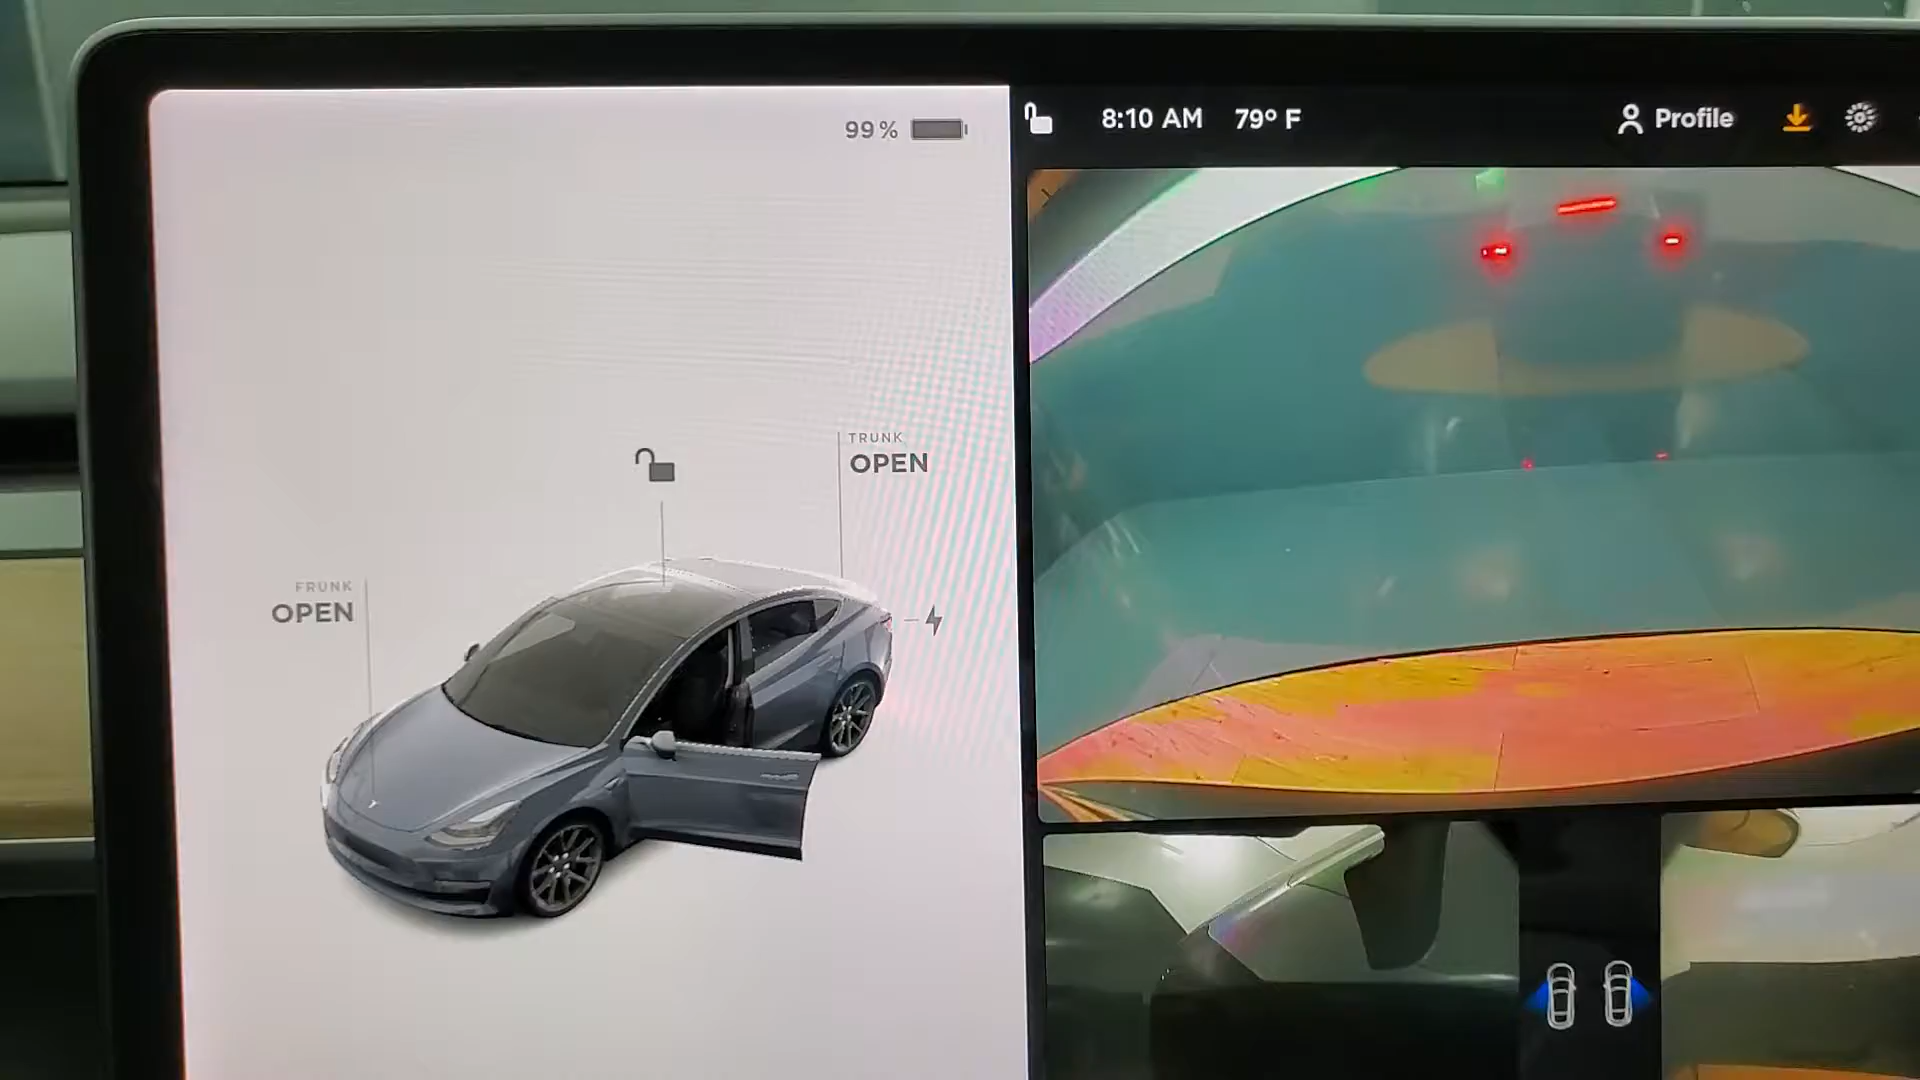 99%
8:10 AM
79° F
Profile
TRUNK
OPEN
FRUNK
OPEN